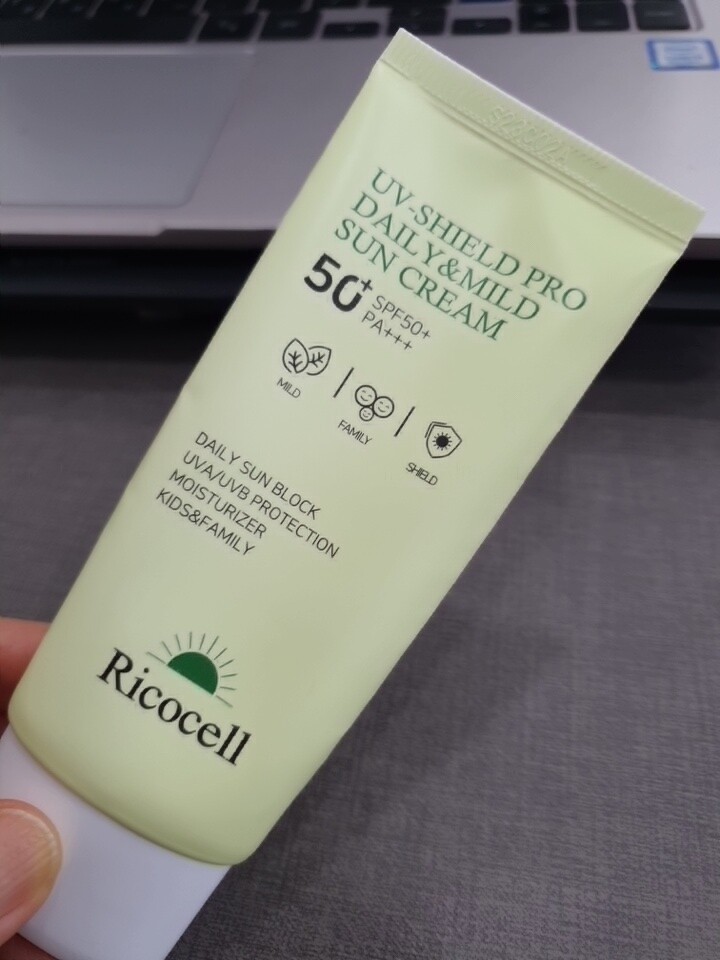 UV-SHIELD PRO
DAILY&MILD
SUN CREAM
50+
SPF50+
PA+++
MILD
FAMILY
SHIELD
DAILY SUN BLOCK
UVA/UVB PROTECTION
MOISTURIZER
KIDS&FAMILY
Ricocell